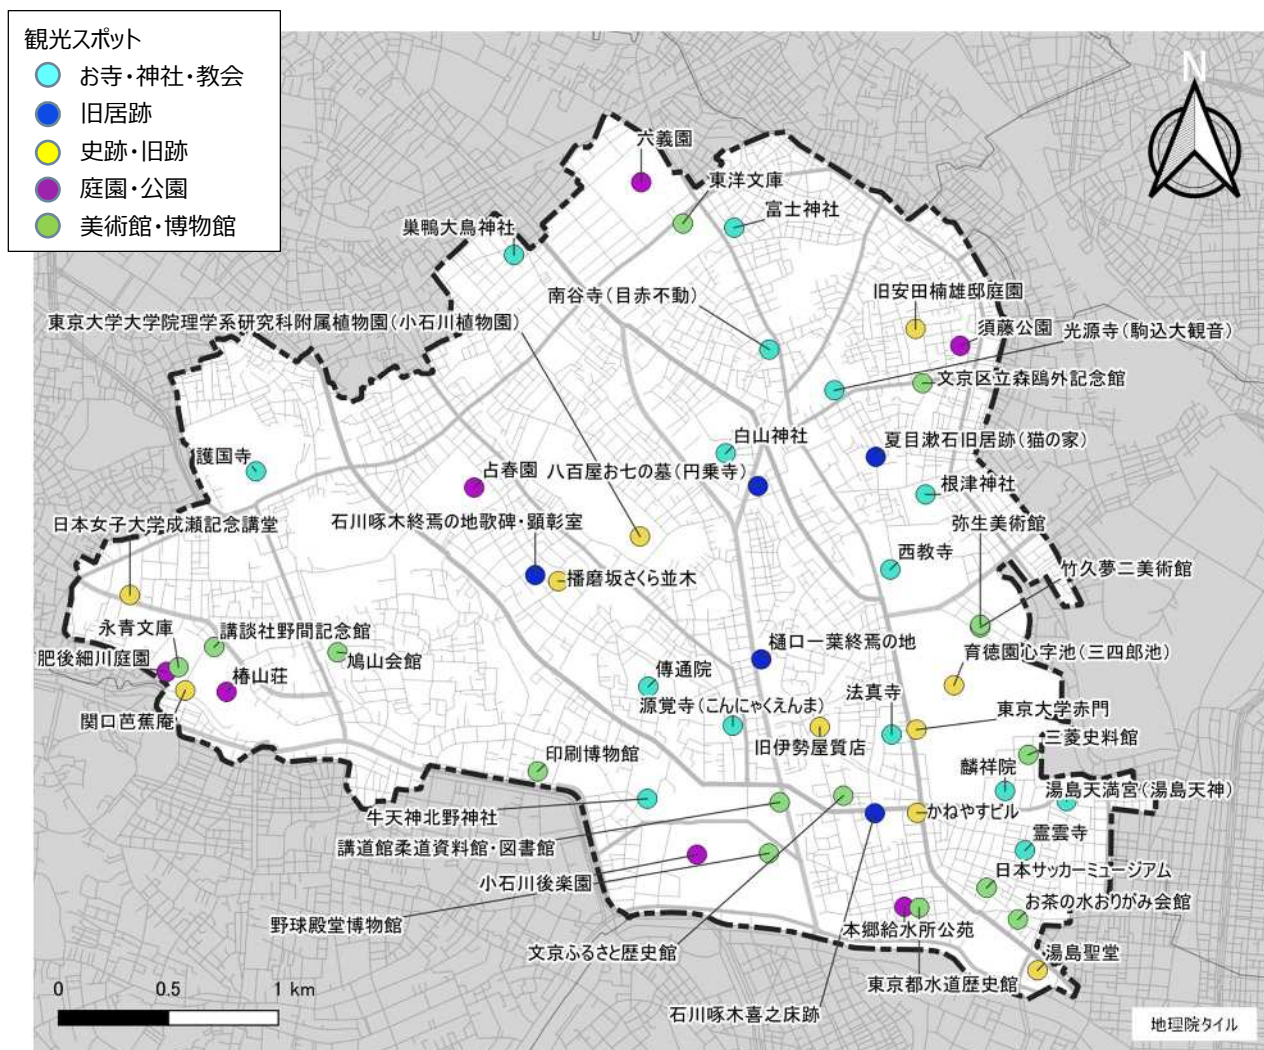 観光スポット
お寺・神社・教会
旧居跡
史跡・旧跡
庭園・公園
美術館・博物館
N
六義園
東洋文庫
富士神社
巣鴨大鳥神社
南谷寺(目赤不動)
旧安田楠雄邸庭園
東京大学大学院理学系研究科附属植物園(小石川植物園)
須藤公園
光源寺(駒込大観音)
文京区立森鴎外記念館
白山神社
夏目漱石旧居跡(猫の家)
護国寺
占春園
八百屋お七の墓(円乗寺)
根津神社
日本女子大学成瀬記念講堂
石川啄木終焉の地歌碑・顕彰室
弥生美術館
西教寺
竹久夢二美術館
播磨坂さくら並木
永青文庫
講談社野間記念館
樋口一葉終焉の地
肥後細川庭園
椿山荘
鳩山会館
傳通院
育徳園心字池(三四郎池)
関口芭蕉庵
源覚寺(こんにゃくえんま)
法真寺
東京大学赤門
旧伊勢屋質店
三菱史料館
印刷博物館
麟祥院
湯島天満宮(湯島天神)
牛天神北野神社
かねやすビル
霊雲寺
講道館柔道資料館・図書館
日本サッカーミュージアム
小石川後楽園
お茶の水おりがみ会館
野球殿堂博物館
本郷給水所公苑
文京ふるさと歴史館
湯島聖堂
東京都水道歴史館
石川啄木喜之床跡
0 0.5 1 km
地理院タイル